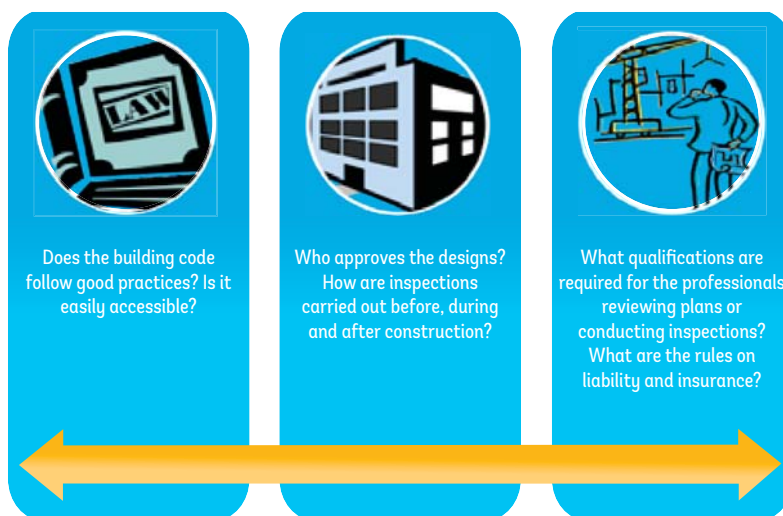 LAW
Does the building code
follow good practices? Is it
easily accessible?
Who approves the designs?
How are inspections
carried out before, during
and after construction?
What qualifications are
required for the professionals
reviewing plans or
conducting inspections?
What are the rules on
liability and insurance?